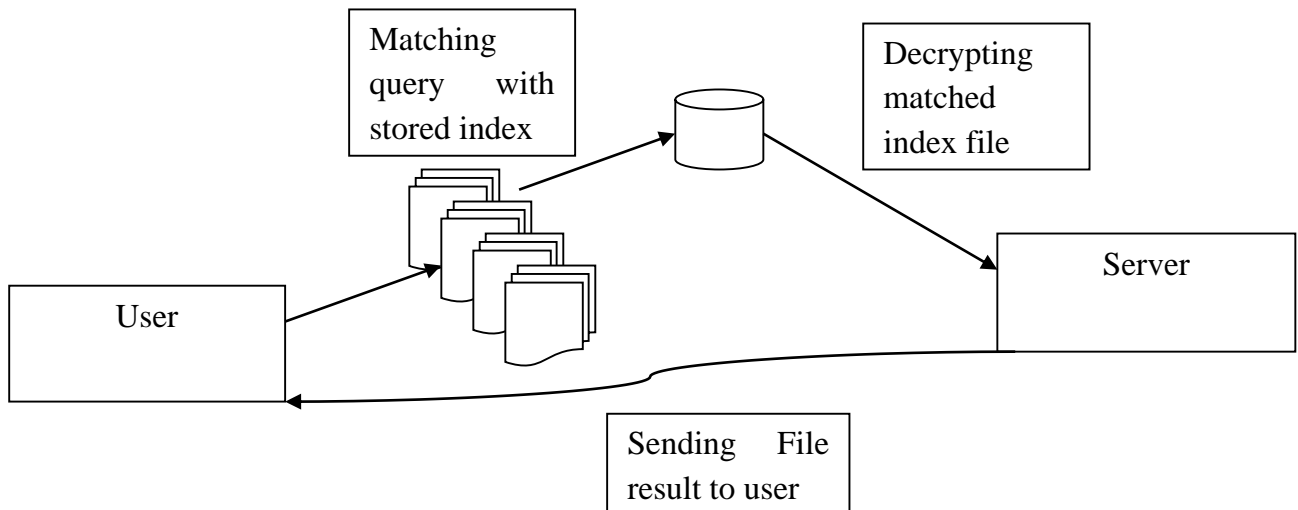 Matching
query with
stored index
Decrypting
matched
index file
Server
User
Sending File
result to user